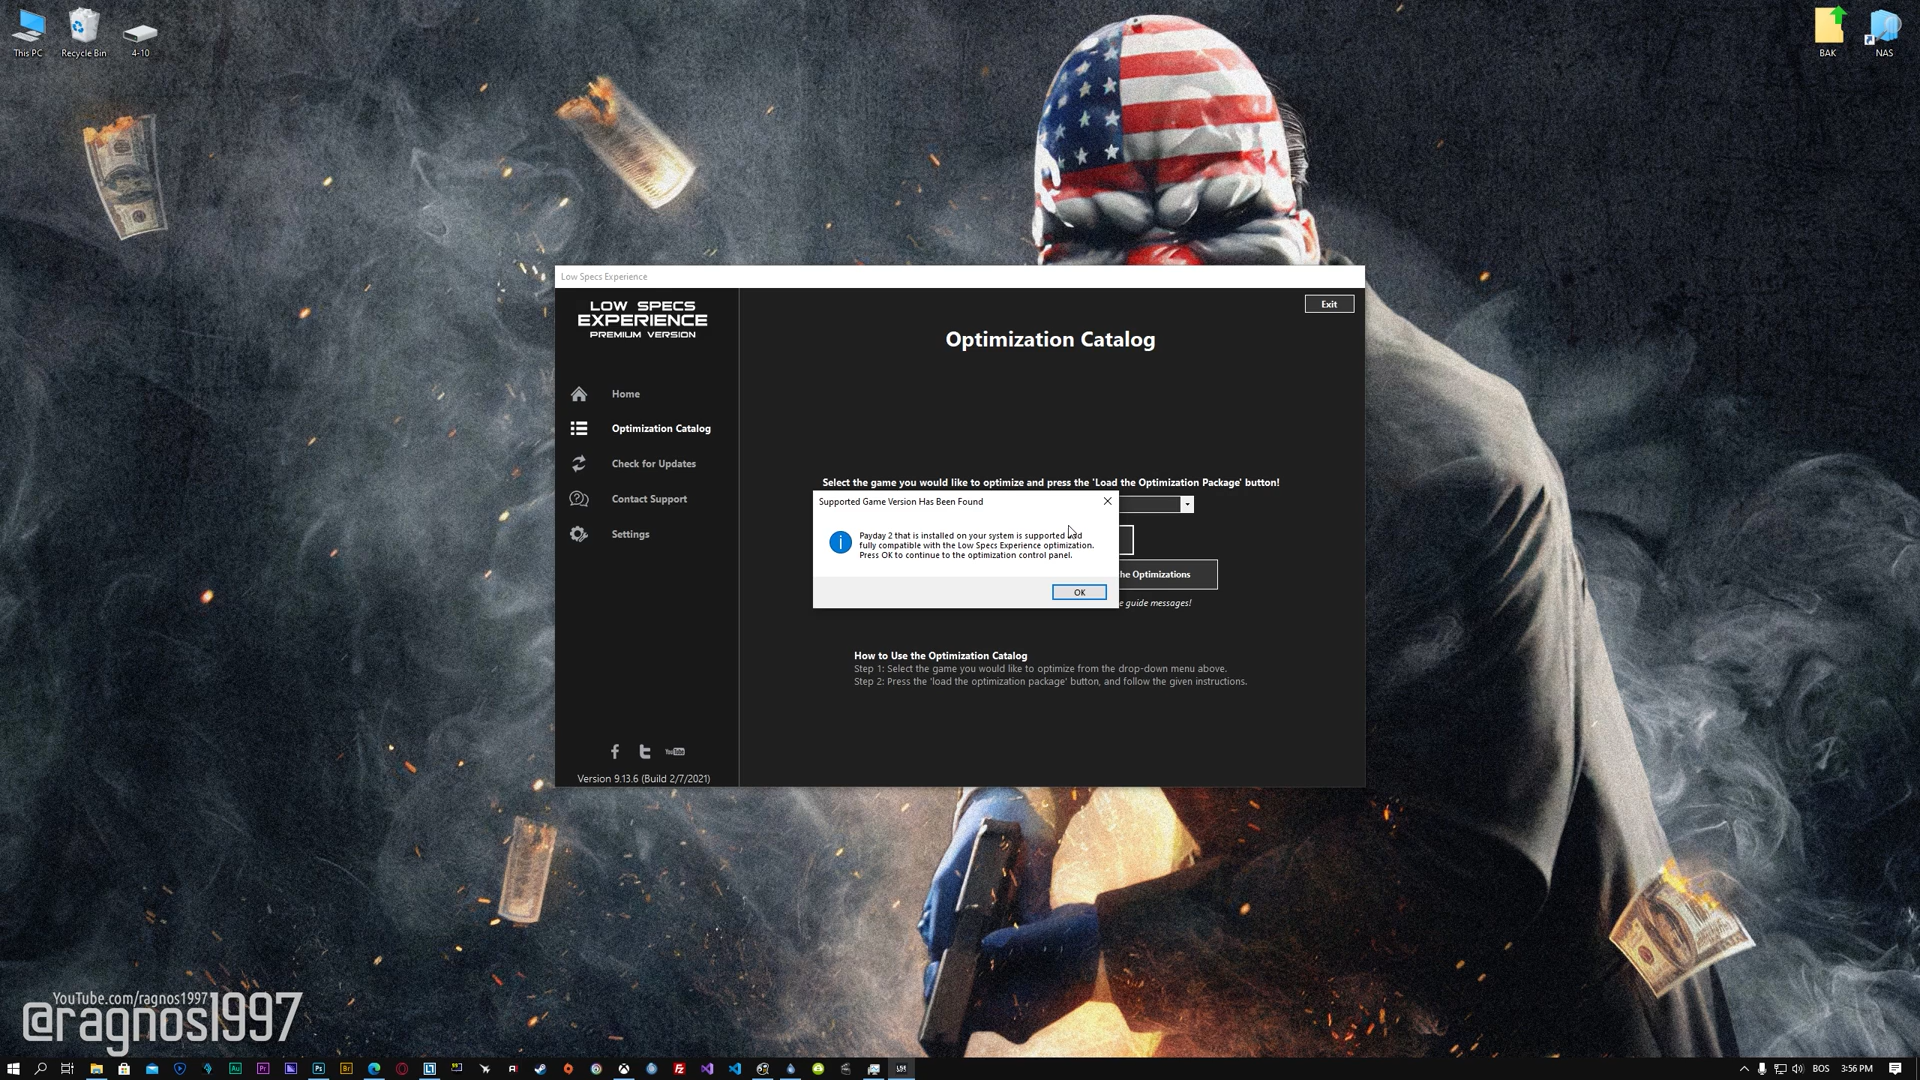 This PC
Recycle Bin
4-10
BAK
NAS
Low Specs Experience
LOW SPECS
EXPERIENCE
PREMIUM VERSION
Exit
Optimization Catalog
Home
Optimization Catalog
Check for Updates
Contact Support
Settings
Select the game you would like to optimize and press the 'Load the Optimization Package' button!
Supported Game Version Has Been Found
Payday 2 that is installed on your system is supported and
fully compatible with the Low Specs Experience optimization.
Press OK to continue to the optimization control panel.
OK
he Optimizations
e guide messages!
How to Use the Optimization Catalog
Step 1: Select the game you would like to optimize from the drop-down menu above.
Step 2: Press the 'load the optimization package' button, and follow the given instructions.
You Tube
Version 9.13.6 (Build 2/7/2021)
YouTube.com/ragnos1997
@ragnos1997
Au
Pr
Ps
Br
BOS
3:56 PM